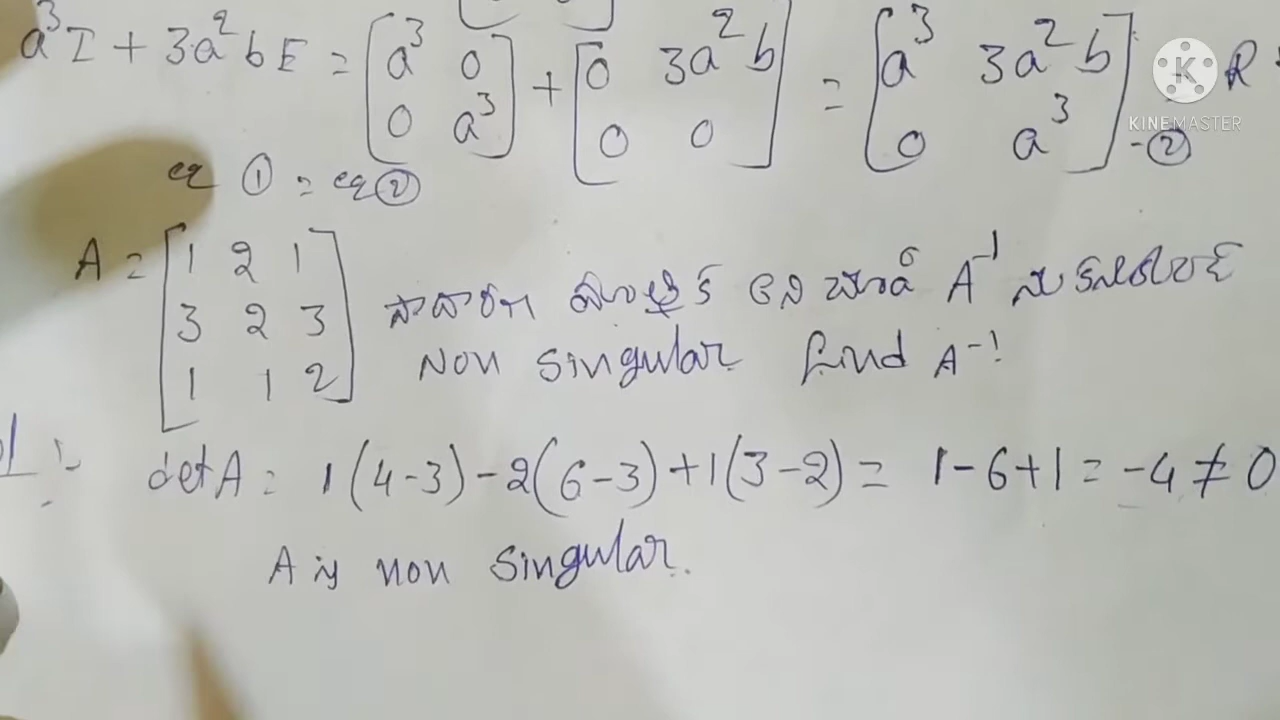 a³I + 3a²bE = [a³ 0 0 a³] + [0 3a²b 0 0] = [a³ 3a²b 0 a³] - ②
KINEMASTER
eq ① = eq ②
A = [1 2 1
3 2 3
1 1 2]
A⁻¹
Non singular find A⁻¹
det A = 1(4-3)-2(6-3)+1(3-2) = 1-6+1 = -4 ≠ 0
A is non singular.